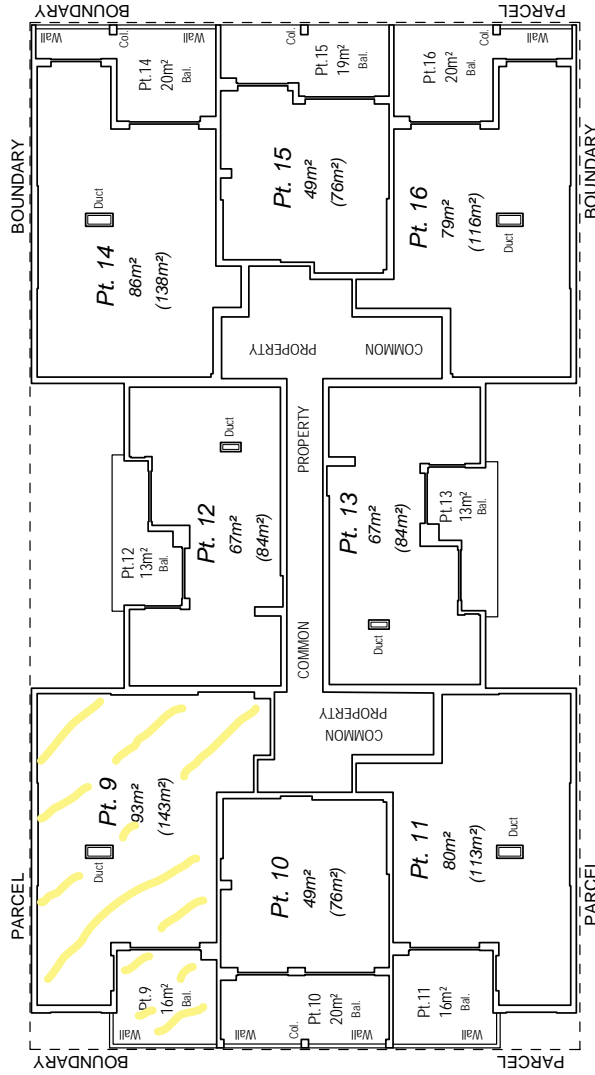 BOUNDARY
PARCEL
Wall
Col.
Wall
Col.
Col.
Wall
Pt.14
20m²
Bal.
Pt.15
19m²
Bal.
Pt.16
20m²
Bal.
BOUNDARY
BOUNDARY
Duct
Pt. 14
86m²
(138m²)
Pt. 15
49m²
(76m²)
Pt. 16
79m²
(116m²)
Duct
PROPERTY
COMMON
PROPERTY
Duct
Pt. 12
67m²
(84m²)
Pt.12
13m²
Bal.
Pt. 13
67m²
(84m²)
Pt.13
13m²
Bal.
Duct
COMMON
COMMON
PROPERTY
Pt. 9
93m²
(143m²)
Duct
Pt. 10
49m²
(76m²)
Pt. 11
80m²
(113m²)
Duct
PARCEL
PARCEL
Pt.9
16m²
Bal.
Wall
Wall
Col.
Pt.10
20m²
Bal.
Wall
Pt.11
16m²
Bal.
Wall
BOUNDARY
PARCEL